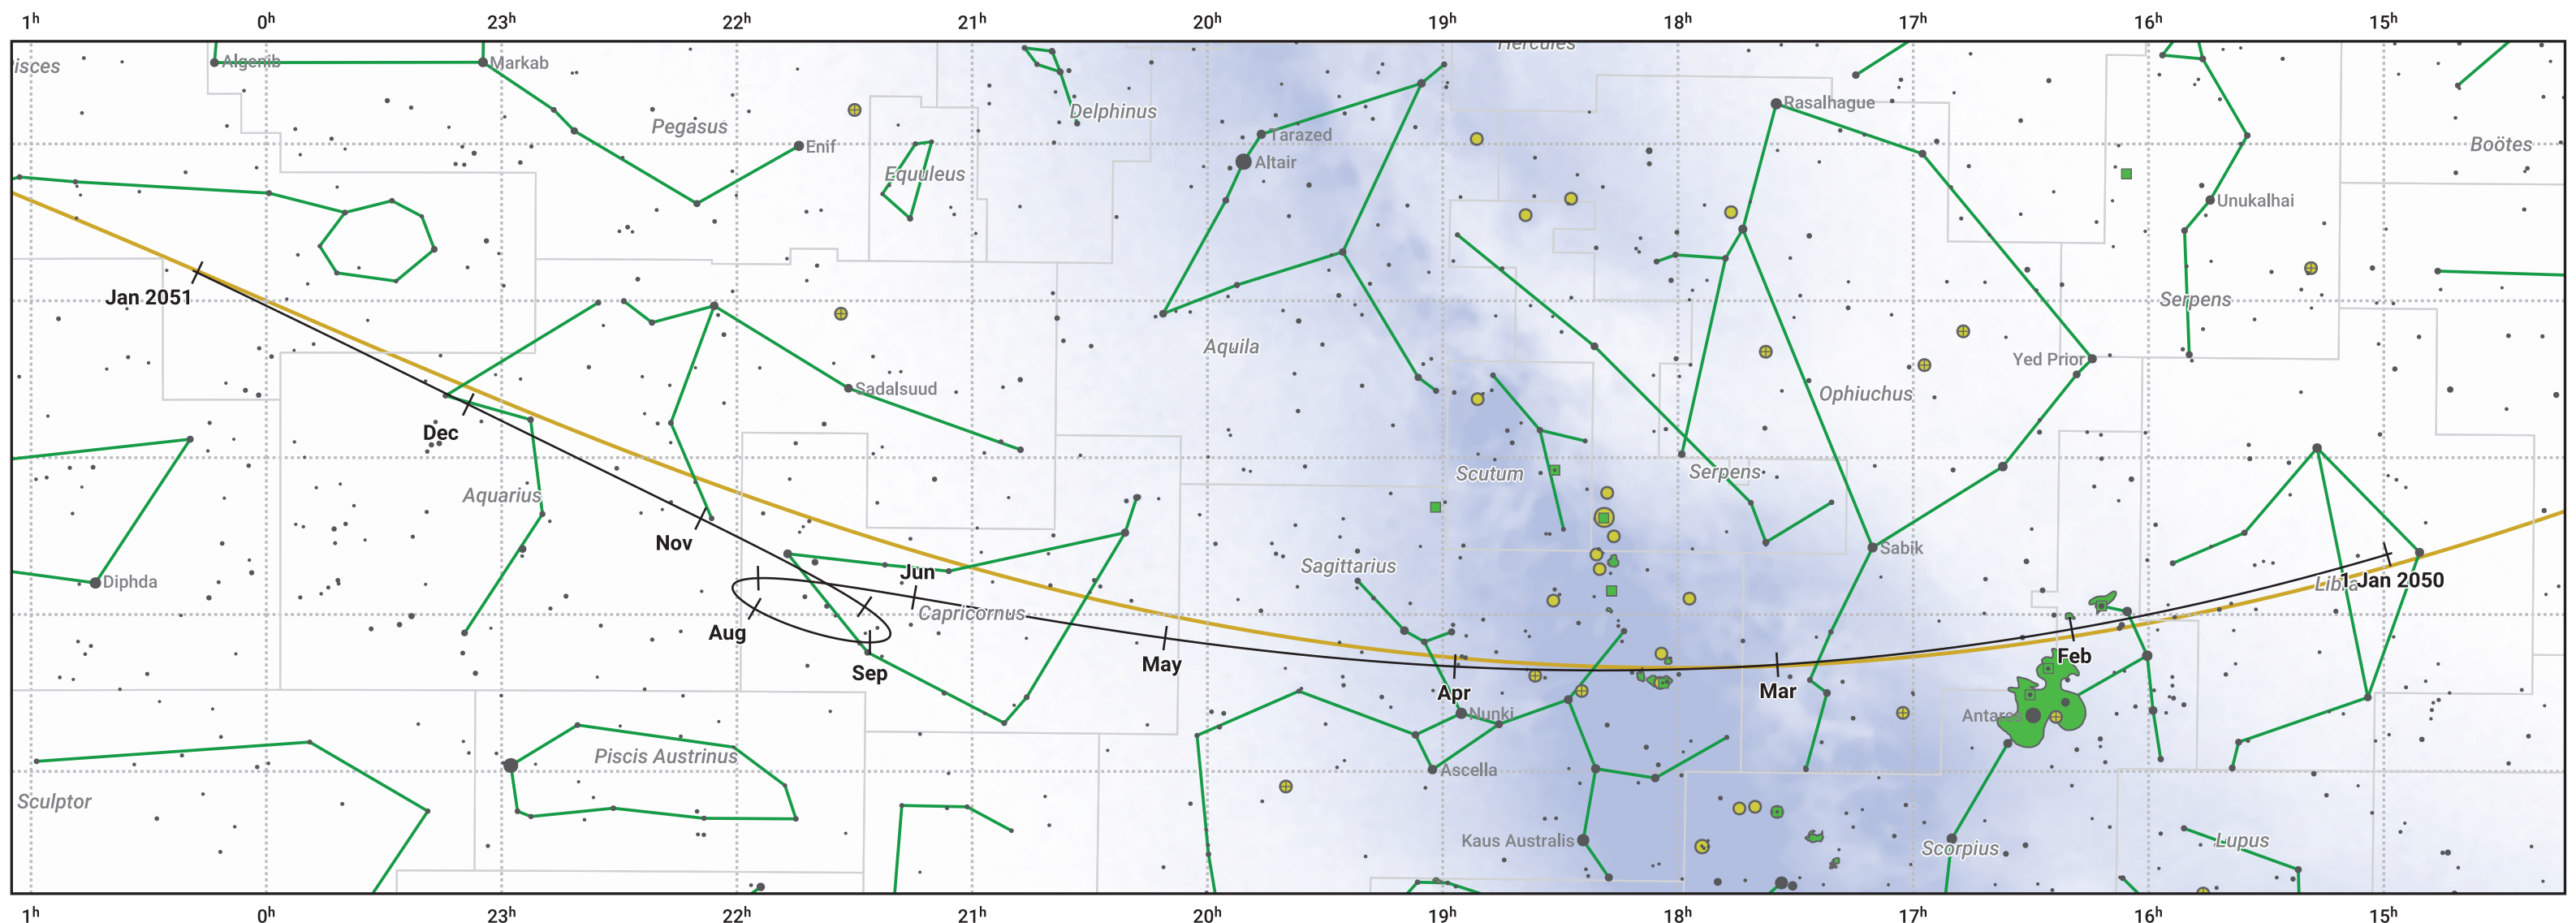 1h 0h 23h 22h 21h 20h 19h 18h 17h 16h 15h
Hercules
isces
Algenib
Markab
Rasalhague
Delphinus
Pegasus
Tarazed
Enif
Boötes
Altair
Equuleus
Unukalhai
Jan 2051
Serpens
Aquila
Yed Prior
Sadalsuud
Ophiuchus
Dec
Scutum
Serpens
Aquarius
Nov
Sabik
Sagittarius
Jun
Diphda
Libra
1 Jan 2050
Capricornus
Aug
Feb
May
Sep
Apr
Mar
Nunki
Antares
Piscis Austrinus
Ascella
Sculptor
Kaus Australis
Lupus
Scorpius
1h 0h 23h 22h 21h 20h 19h 18h 17h 16h 15h